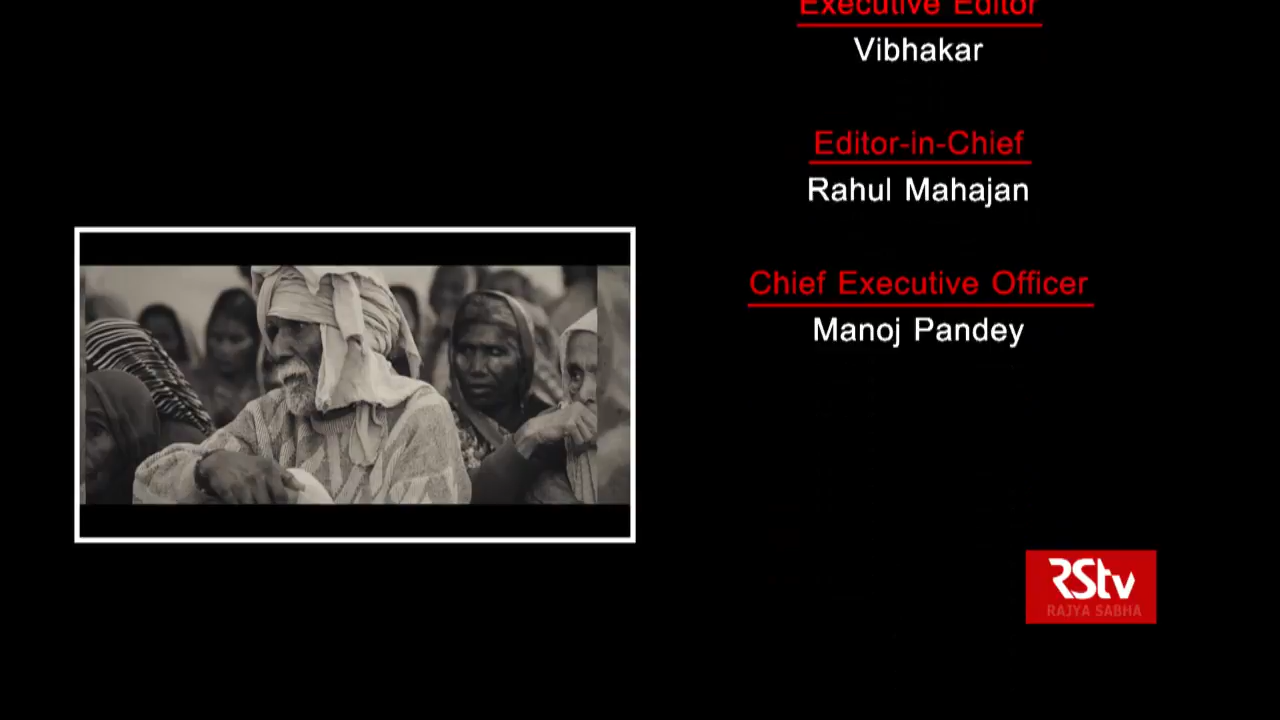 Executive Editor
Vibhakar
Editor-in-Chief
Rahul Mahajan
Chief Executive Officer
Manoj Pandey
RStv
RAJYA SABHA